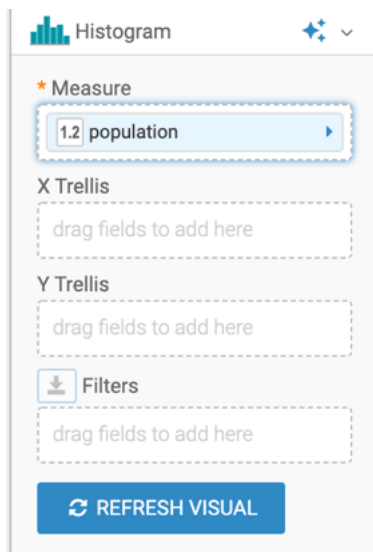 Histogram
* Measure
1.2 population
X Trellis
drag fields to add here
Y Trellis
drag fields to add here
Filters
drag fields to add here
REFRESH VISUAL